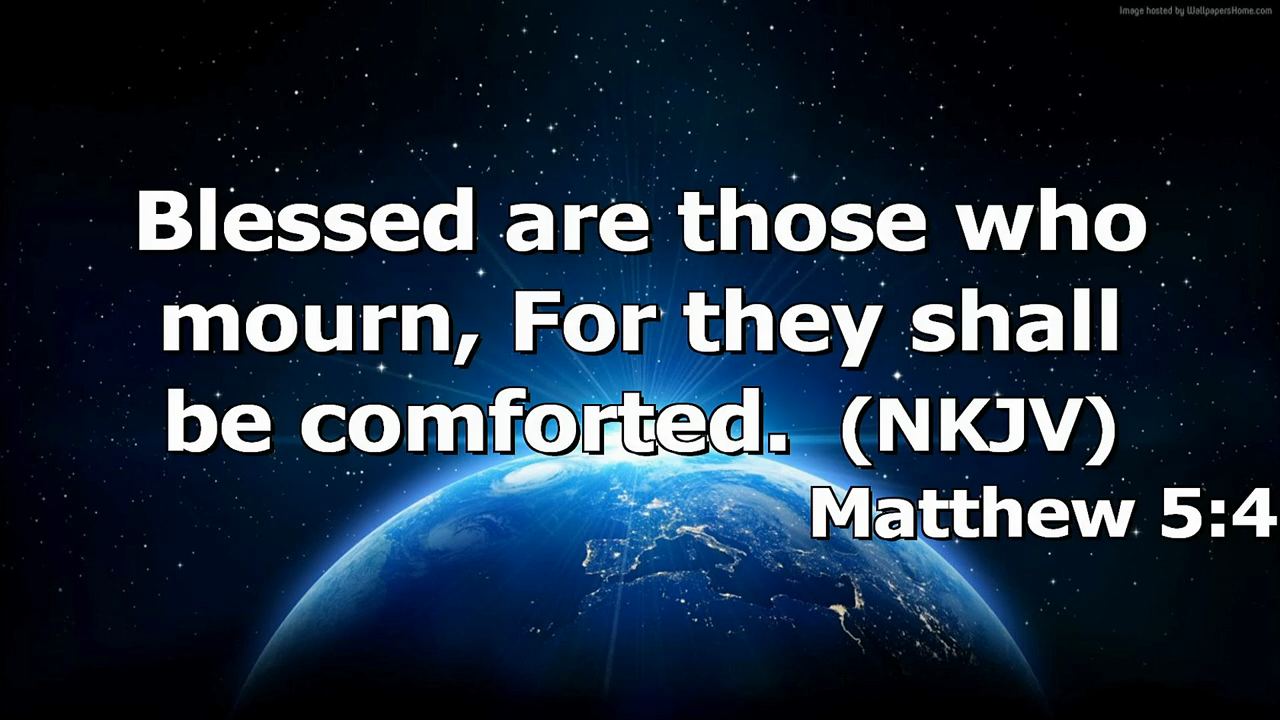 Image hosted by WallpapersHome.com
Blessed are those who
mourn, For they shall
be comforted. (NKJV)
Matthew 5:4